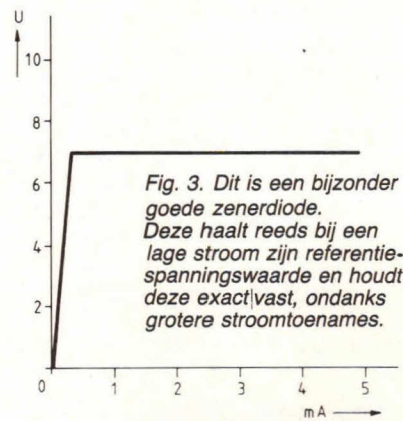 U
10
8
6
4
2
0 1 2 3 4 5
mA
Fig. 3. Dit is een bijzonder
goede zenerdiode.
Deze haalt reeds bij een
lage stroom zijn referentie-
spanningswaarde en houdt
deze exact|vast, ondanks
grotere stroomtoenames.